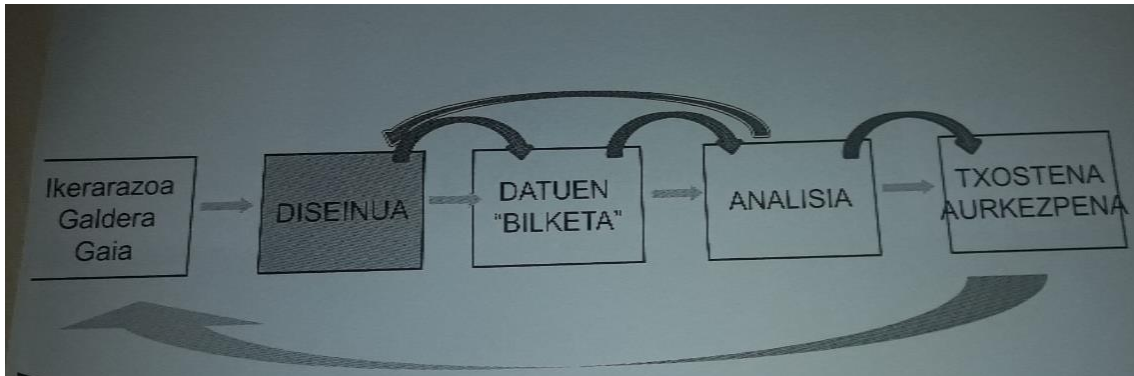 Ikerarazoa
Galdera
Gaia
DISEINUA
DATUEN
"BILKETA"
ANALISIA
TXOSTENA
AURKEZPENA